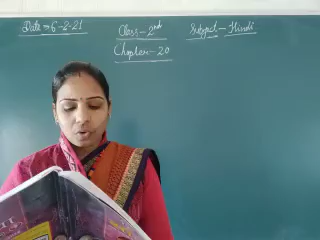 Date → 6-2-21 Class - 2nd Subject - Hindi
Chapter - 20